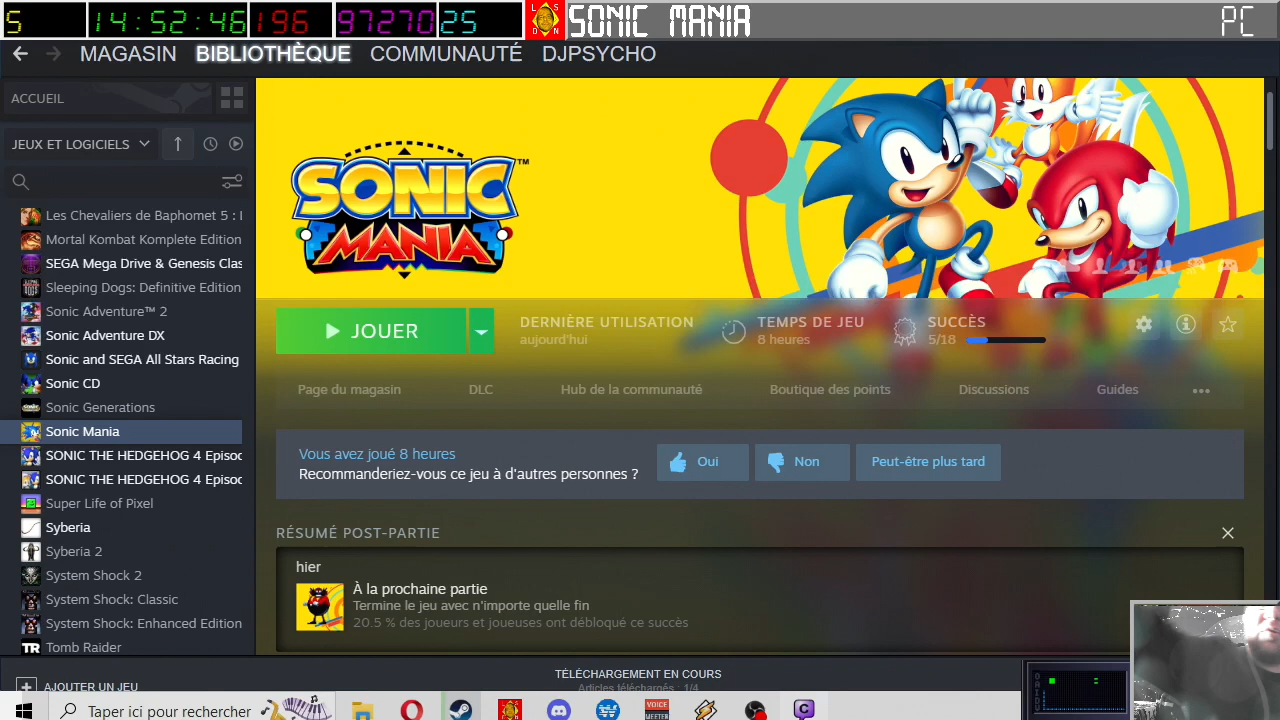 5 14:52:46 196 97270 25 L S D N SONIC MANIA PC
MAGASIN BIBLIOTHÈQUE COMMUNAUTÉ DJPSYCHO
ACCUEIL
JEUX ET LOGICIELS
Les Chevaliers de Baphomet 5 :
Mortal Kombat Komplete Edition
SEGA Mega Drive & Genesis Clas
Sleeping Dogs: Definitive Edition
Sonic Adventure™ 2
Sonic Adventure DX
Sonic and SEGA All Stars Racing
Sonic CD
Sonic Generations
Sonic Mania
SONIC THE HEDGEHOG 4 Episoc
SONIC THE HEDGEHOG 4 Episoc
Super Life of Pixel
Syberia
Syberia 2
System Shock 2
System Shock: Classic
System Shock: Enhanced Edition
Tomb Raider
AJOUTER UN JEU
SONIC™
MANIA
JOUER
DERNIÈRE UTILISATION
aujourd'hui
TEMPS DE JEU
8 heures
SUCCÈS
5/18
Page du magasin DLC Hub de la communauté Boutique des points Discussions Guides
Vous avez joué 8 heures
Recommanderiez-vous ce jeu à d'autres personnes ?
Oui Non Peut-être plus tard
RÉSUMÉ POST-PARTIE
hier
À la prochaine partie
Termine le jeu avec n'importe quelle fin
20.5 % des joueurs et joueuses ont débloqué ce succès
TÉLÉCHARGEMENT EN COURS
Articles téléchargés : 1/4
Taper ici pour rechercher
VOICE
MEETER